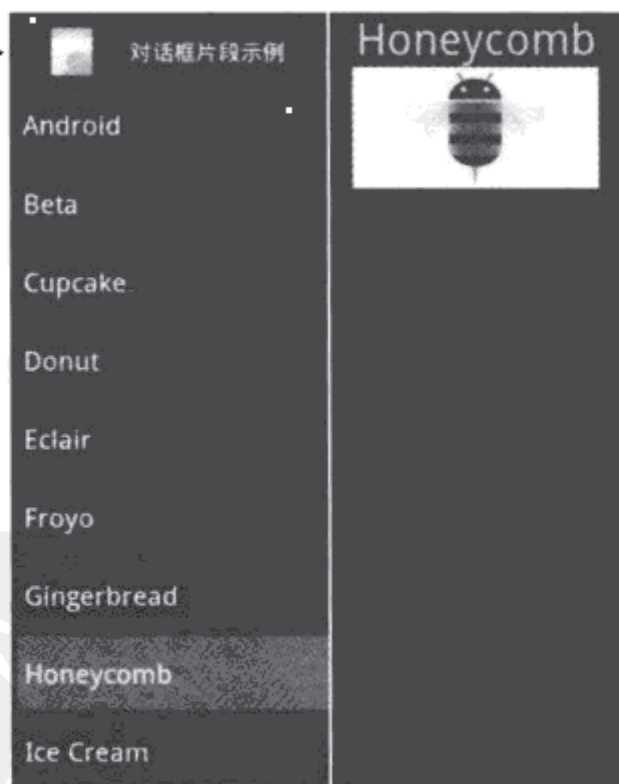 对话框片段示例
Android
Beta
Cupcake
Donut
Eclair
Froyo
Gingerbread
Honeycomb
Ice Cream
Honeycomb